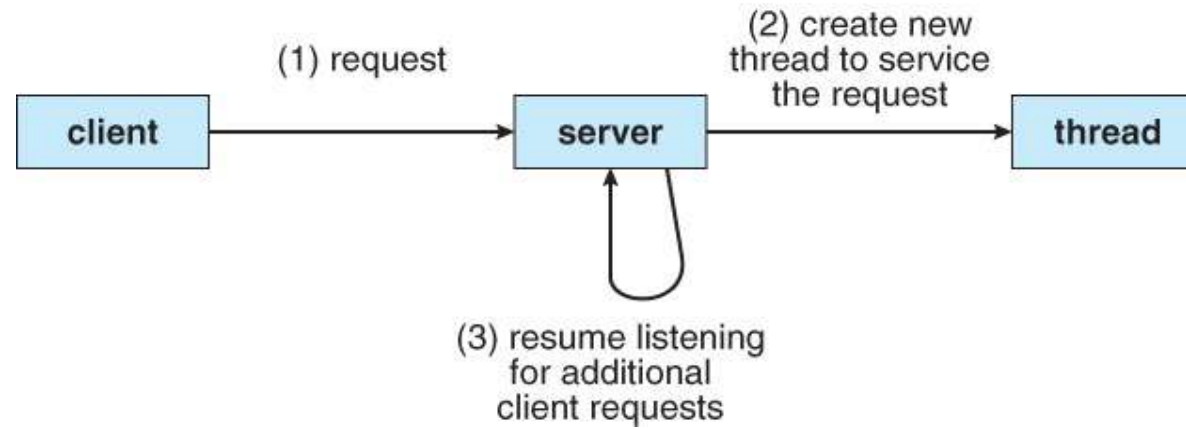 (1) request
(2) create new
thread to service
the request
client
server
thread
(3) resume listening
for additional
client requests